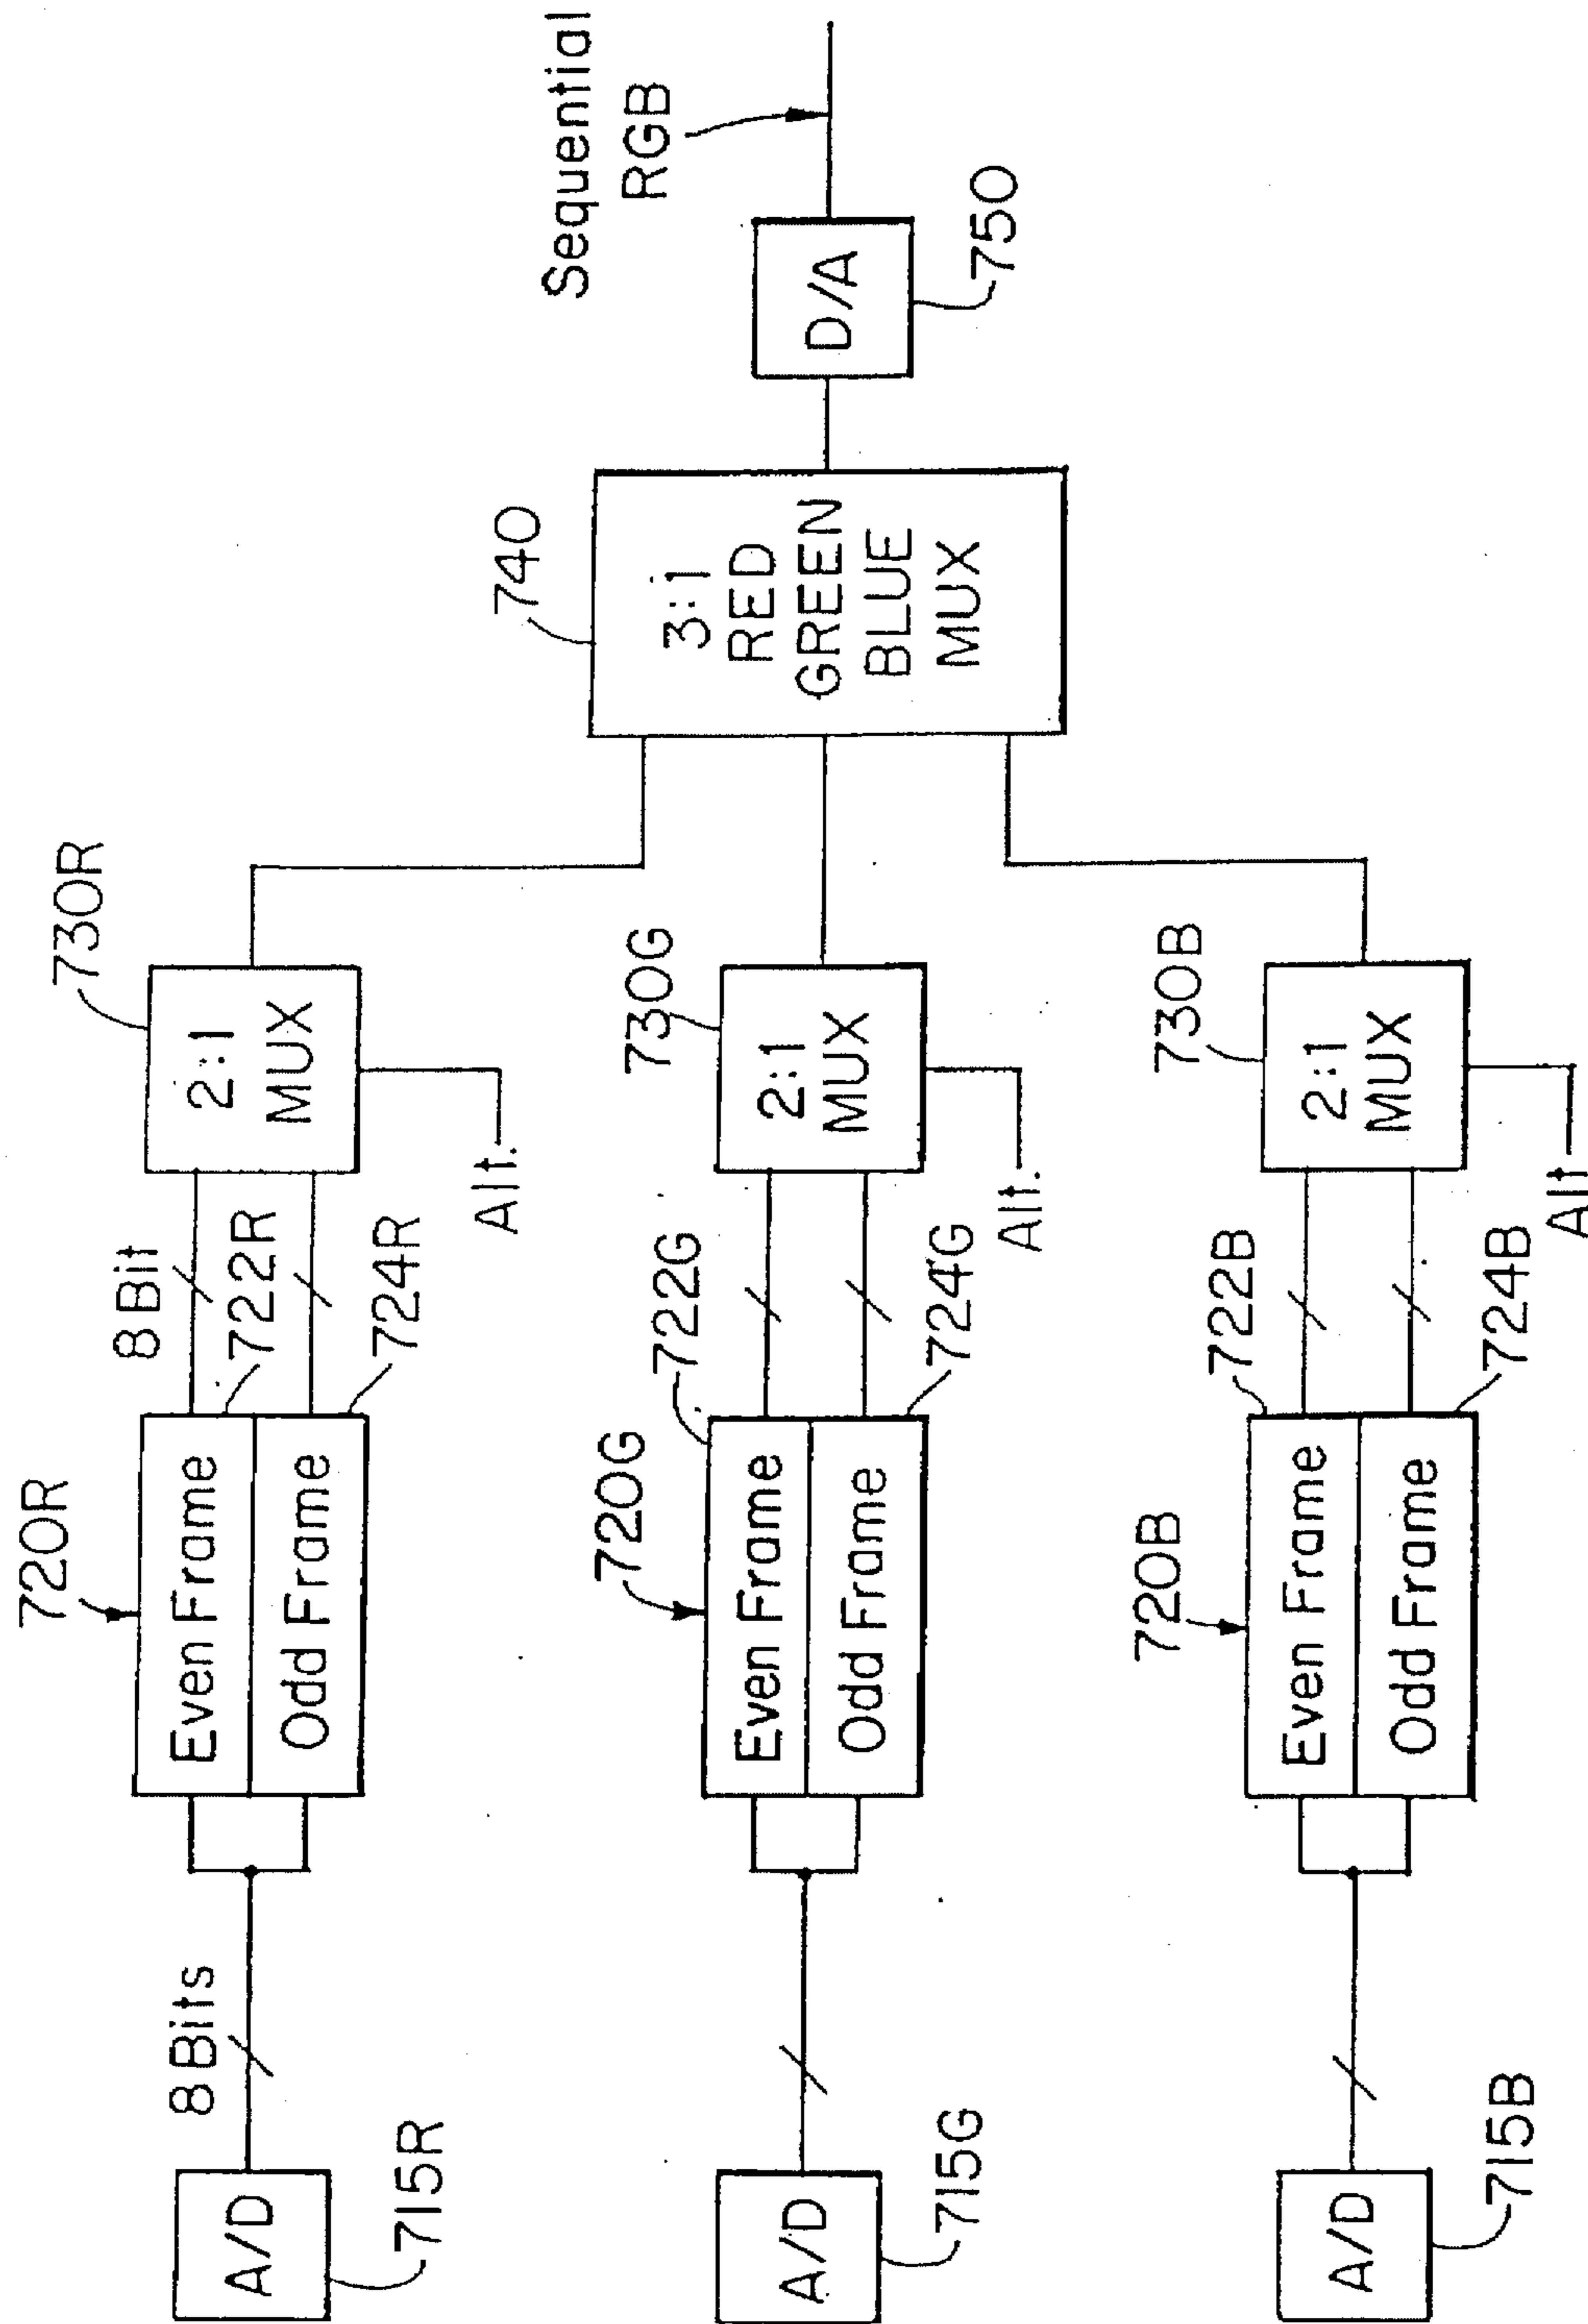 720R
730R
8 Bits
8 Bit
A/D
Even Frame
Odd Frame
2:1
MUX
715R
722R
724R
Alt.
740
Sequential
RGB
720G
722G
730G
A/D
Even Frame
Odd Frame
2:1
MUX
3:1
RED
GREEN
BLUE
MUX
D/A
715G
724G
Alt.
750
720B
722B
730B
A/D
Even Frame
Odd Frame
2:1
MUX
715B
724B
Alt